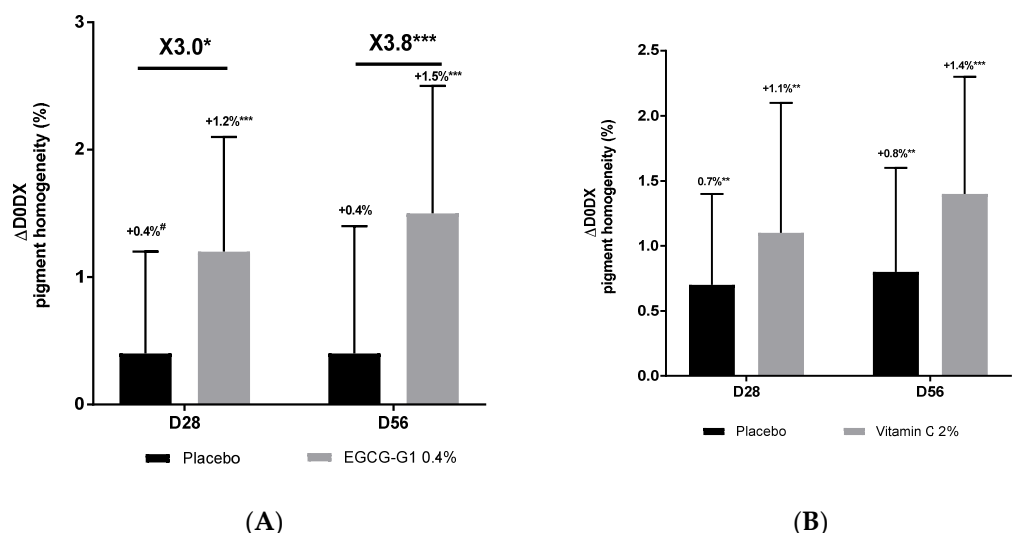 X3.0*
X3.8***
+0.4%#
+1.2%***
+0.4%
+1.5%***
3
2
1
0
ΔD0DX
pigment homogeneity (%)
D28
D56
Placebo
EGCG-G1 0.4%
(A)
0.7%**
+1.1%**
+0.8%**
+1.4%***
2.5
2.0
1.5
1.0
0.5
0.0
ΔD0DX
pigment homogeneity (%)
D28
D56
Placebo
Vitamin C 2%
(B)